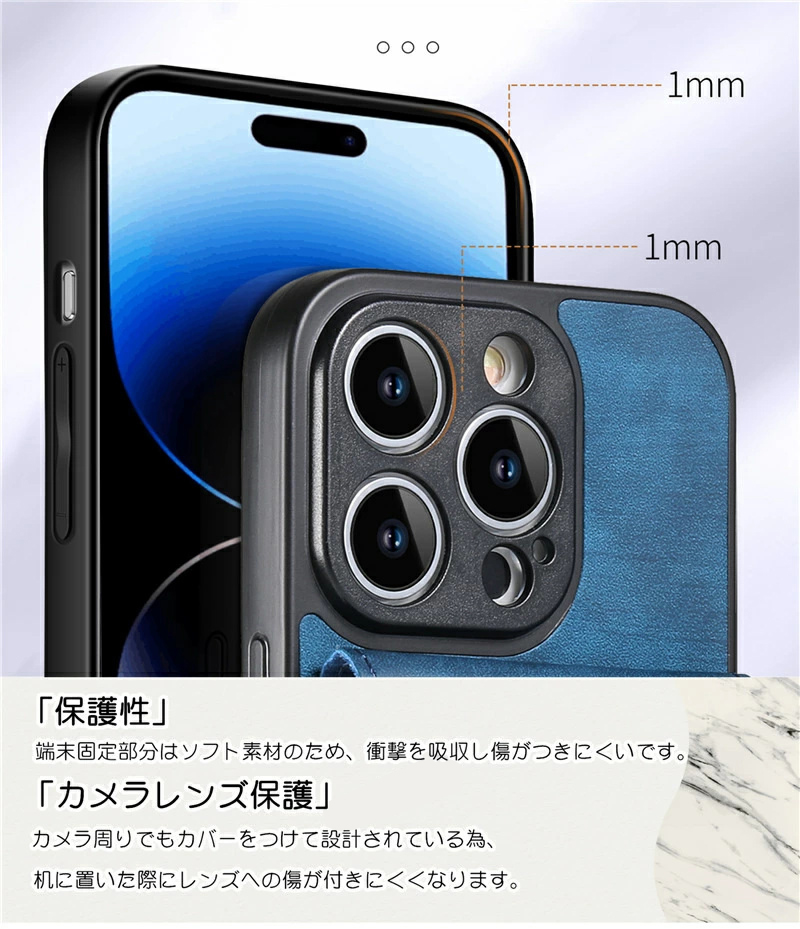 1mm
1mm
「保護性」
端末固定部分はソフト素材のため、衝撃を吸収し傷がつきにくいです。
「カメラレンズ保護」
カメラ周りでもカバーをつけて設計されている為、
机に置いた際にレンズへの傷が付きにくくなります。